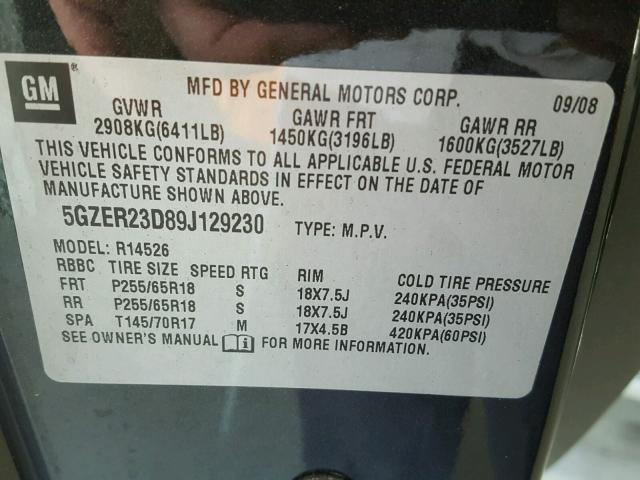 GM ®
MFD BY GENERAL MOTORS CORP. 09/08
GVWR GAWR FRT GAWR RR
2908KG(6411LB) 1450KG(3196LB) 1600KG(3527LB)
THIS VEHICLE CONFORMS TO ALL APPLICABLE U.S. FEDERAL MOTOR
VEHICLE SAFETY STANDARDS IN EFFECT ON THE DATE OF
MANUFACTURE SHOWN ABOVE.
5GZER23D89J129230 TYPE: M.P.V.
MODEL: R14526
RBBC TIRE SIZE SPEED RTG RIM COLD TIRE PRESSURE
FRT P255/65R18 S 18X7.5J 240KPA(35PSI)
RR P255/65R18 S 18X7.5J 240KPA(35PSI)
SPA T145/70R17 M 17X4.5B 420KPA(60PSI)
SEE OWNER'S MANUAL i FOR MORE INFORMATION.